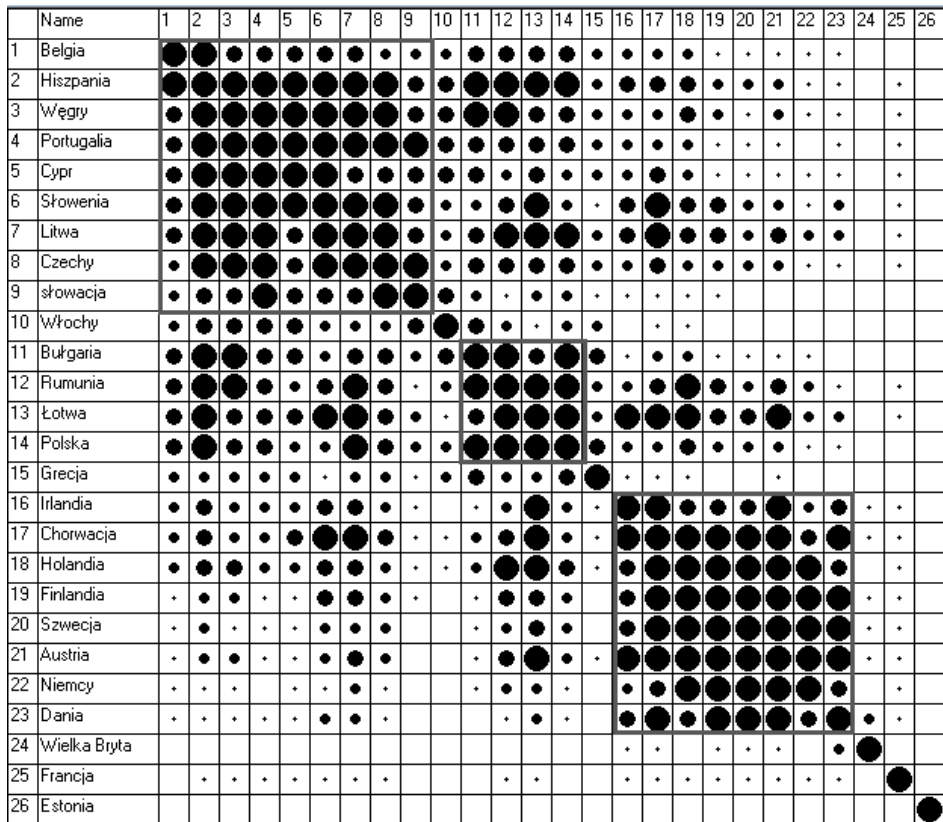 Name 1 2 3 4 5 6 7 8 9 10 11 12 13 14 15 16 17 18 19 20 21 22 23 24 25 26
1 Belgia
2 Hiszpania
3 Węgry
4 Portugalia
5 Cypr
6 Słowenia
7 Litwa
8 Czechy
9 słowacja
10 Włochy
11 Bułgaria
12 Rumunia
13 Łotwa
14 Polska
15 Grecja
16 Irlandia
17 Chorwacja
18 Holandia
19 Finlandia
20 Szwecja
21 Austria
22 Niemcy
23 Dania
24 Wielka Bryta
25 Francja
26 Estonia